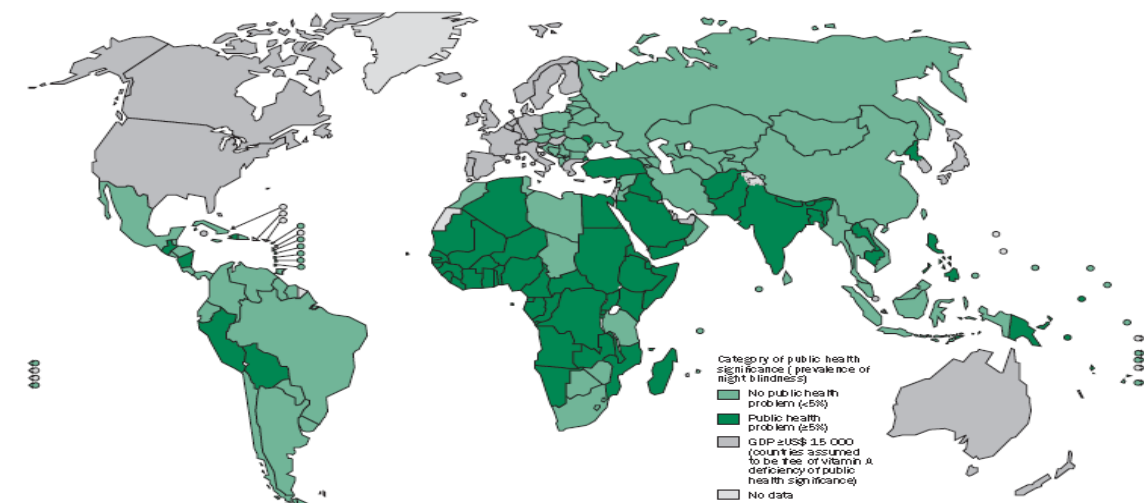 Category of public health
significance (prevalence of
night blindness)
No public health
problem (<5%)
Public health
problem (≥5%)
GDP ≥US$ 15 000
(countries assumed
to be free of vitamin A
deficiency of public
health significance)
No data